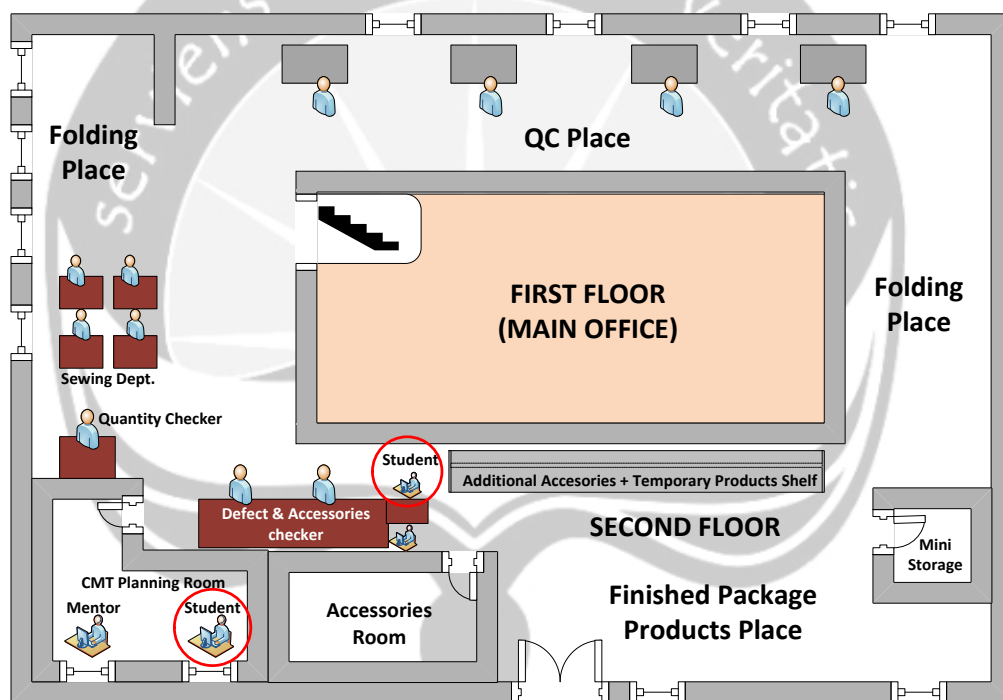 serviens
veritatis
Folding
Place
QC Place
FIRST FLOOR
(MAIN OFFICE)
Folding
Place
Sewing Dept.
Quantity Checker
Student
Additional Accesories + Temporary Products Shelf
Defect & Accessories
checker
SECOND FLOOR
Mini
Storage
CMT Planning Room
Mentor
Student
Accessories
Room
Finished Package
Products Place